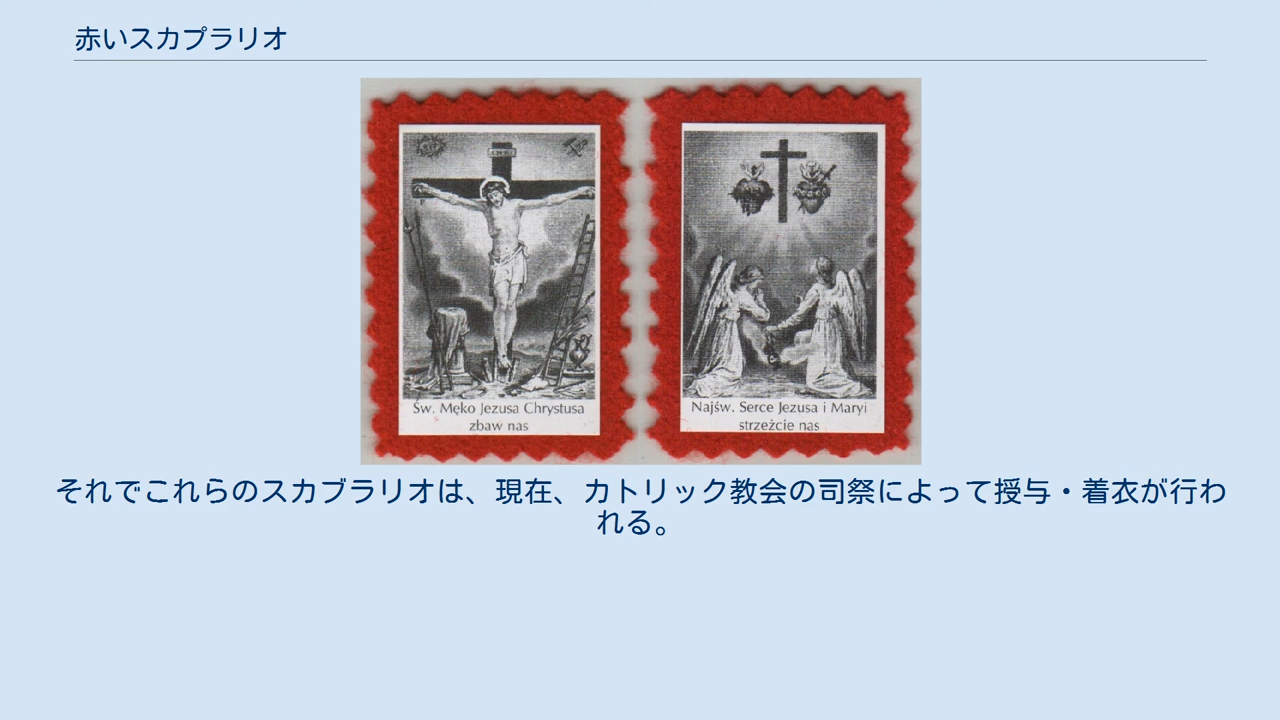 赤いスカプラリオ
Św. Męko Jezusa Chrystusa
zbaw nas
Najśw. Serce Jezusa i Maryi
strzeżcie nas
それでこれらのスカブラリオは、現在、カトリック教会の司祭によって授与・着衣が行わ
れる。